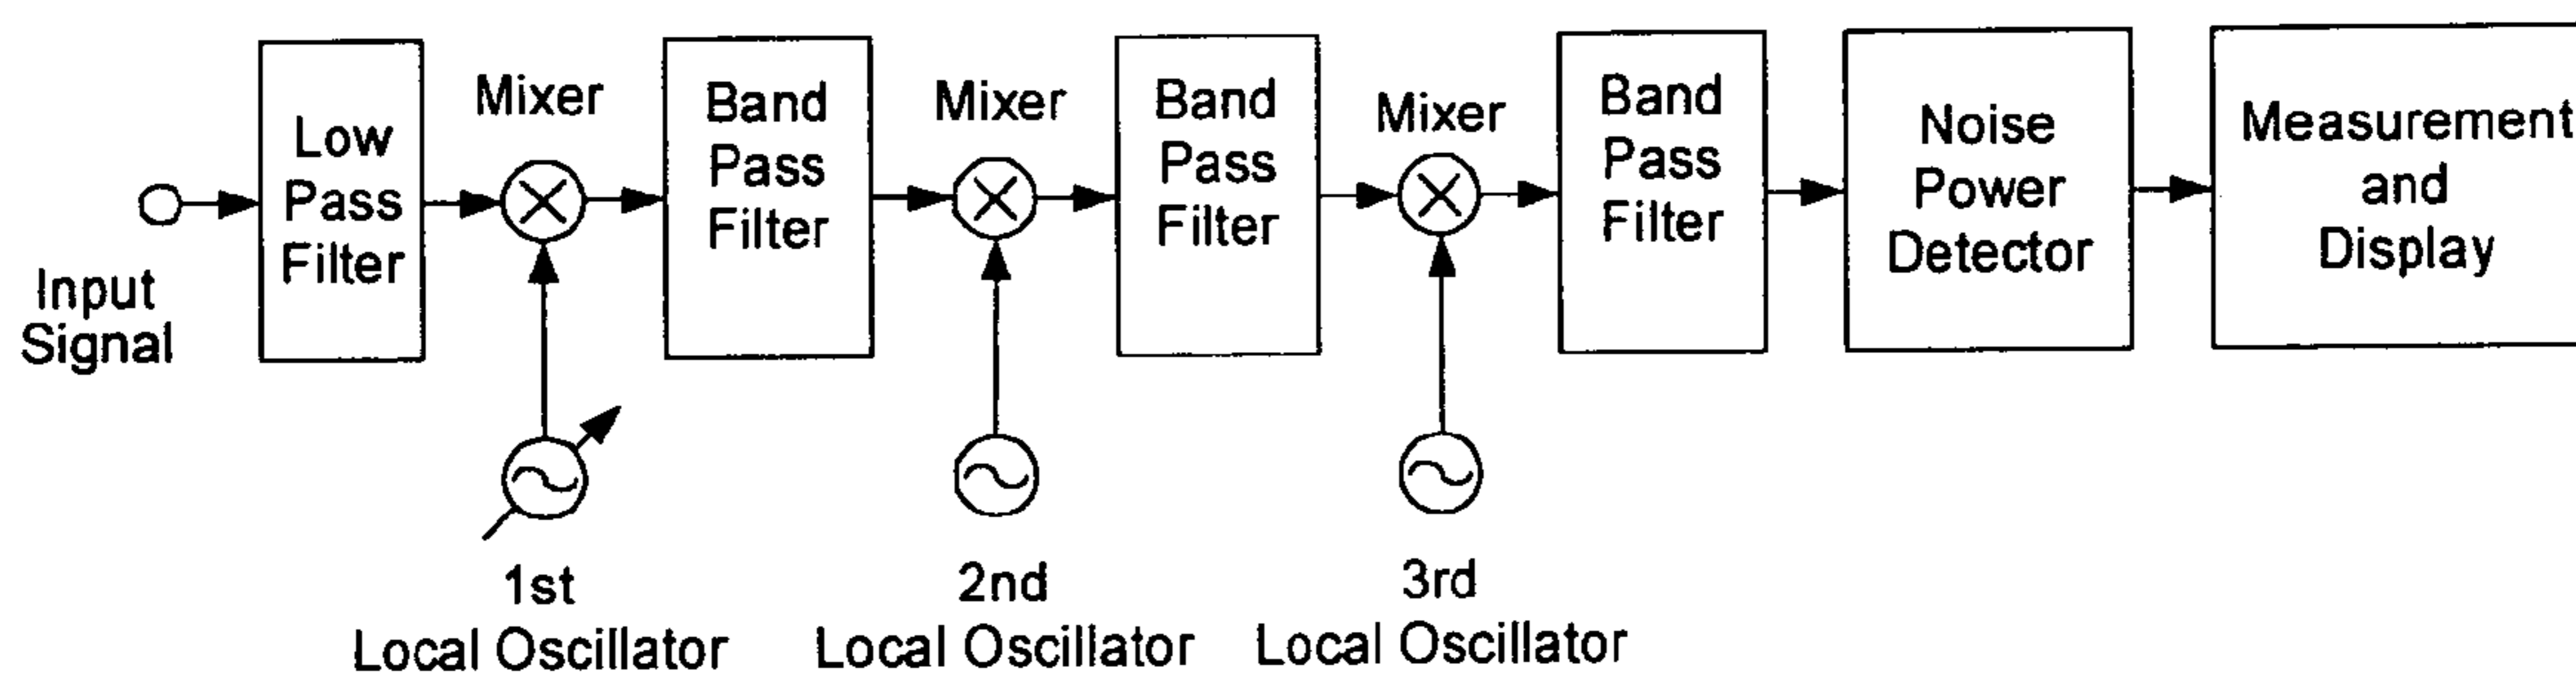 Input
Signal
Low
Pass
Filter
Mixer
Band
Pass
Filter
Mixer
Band
Pass
Filter
Mixer
Band
Pass
Filter
Noise
Power
Detector
Measurement
and
Display
1st
Local Oscillator
2nd
Local Oscillator
3rd
Local Oscillator